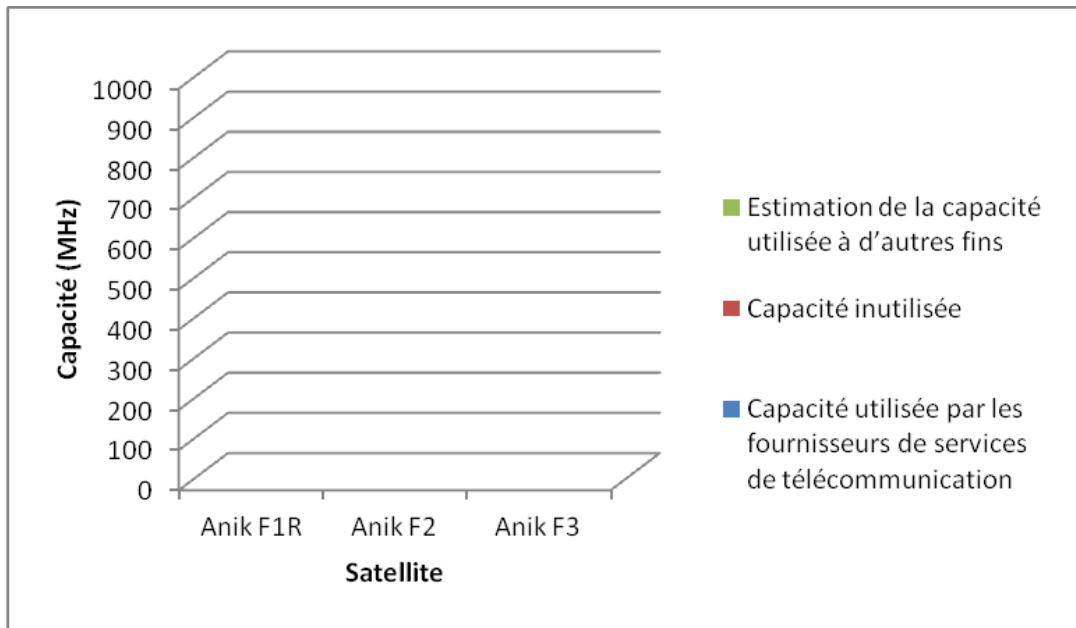 1000
900
800
700
600
500
400
300
200
100
0
Capacité (MHz)
Anik F1R
Anik F2
Anik F3
Satellite
Estimation de la capacité
utilisée à d’autres fins
Capacité inutilisée
Capacité utilisée par les
fournisseurs de services
de télécommunication